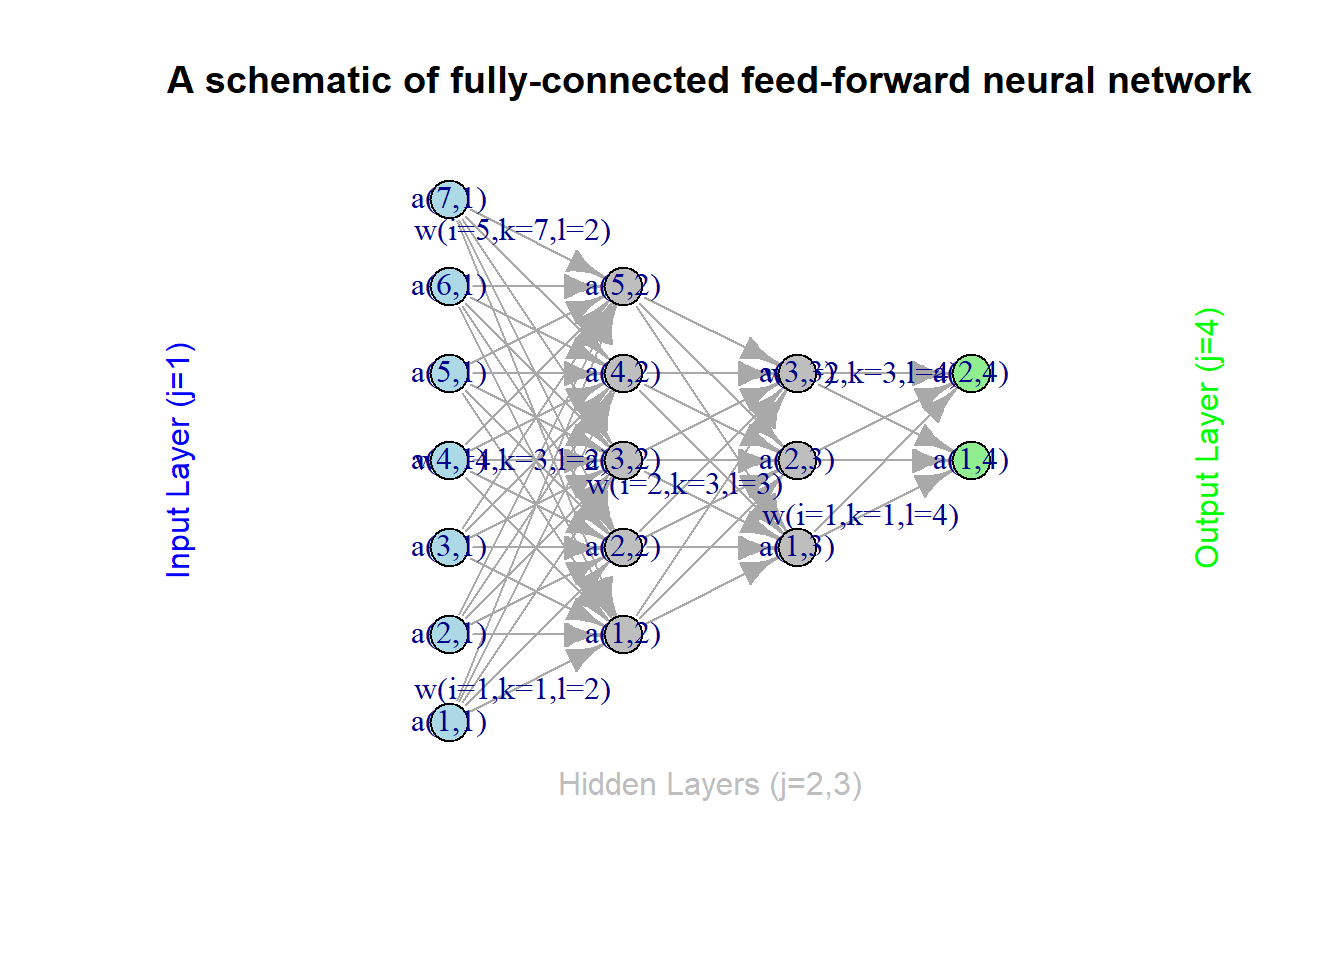 A schematic of fully-connected feed-forward neural network
a(7,1)
w(i=5,k=7,l=2)
a(6,1)
a(5,2)
a(5,1)
a(4,2)
a(3,3)
k=3,l=4)
a(2,4)
a(4,1)
k=3,l=2)
a(3,2)
a(2,3)
a(1,4)
w(i=2,k=3,l=3)
w(i=1,k=1,l=4)
a(3,1)
a(2,2)
a(1,3)
a(2,1)
a(1,2)
w(i=1,k=1,l=2)
a(1,1)
Input Layer (j=1)
Hidden Layers (j=2,3)
Output Layer (j=4)